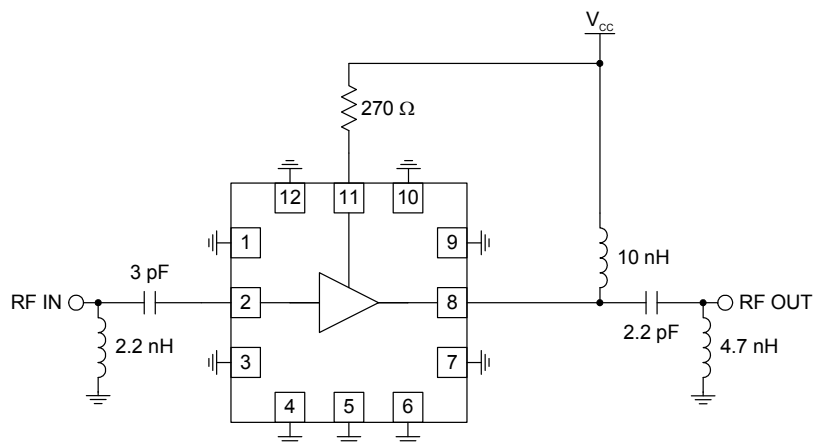 V_CC
270 Ω
12
11
10
1
9
10 nH
3 pF
RF IN
2
8
RF OUT
2.2 pF
2.2 nH
3
7
4.7 nH
4
5
6